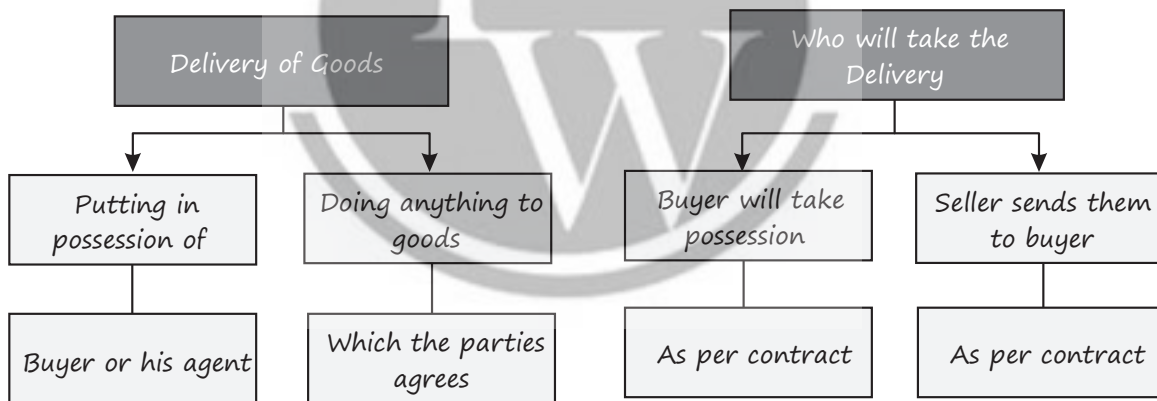 Delivery of Goods
Who will take the
Delivery
Putting in
possession of
Doing anything to
goods
Buyer will take
possession
Seller sends them
to buyer
Buyer or his agent
Which the parties
agrees
As per contract
As per contract
W